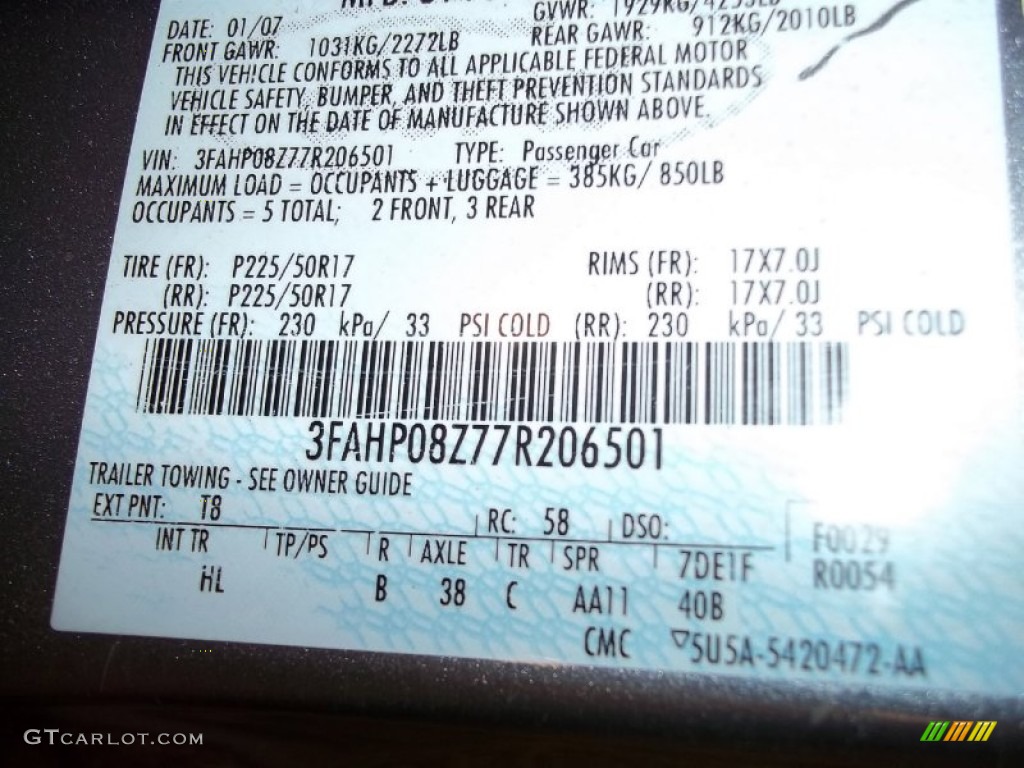 DATE: 01/07 GVWR: 1929KG/4253LB
FRONT GAWR: 1031KG/2272LB REAR GAWR: 912KG/2010LB
THIS VEHICLE CONFORMS TO ALL APPLICABLE FEDERAL MOTOR
VEHICLE SAFETY, BUMPER, AND THEFT PREVENTION STANDARDS
IN EFFECT ON THE DATE OF MANUFACTURE SHOWN ABOVE.
VIN: 3FAHP08Z77R206501 TYPE: Passenger Car
MAXIMUM LOAD = OCCUPANTS + LUGGAGE = 385KG/ 850LB
OCCUPANTS = 5 TOTAL; 2 FRONT, 3 REAR
TIRE (FR): P225/50R17 RIMS (FR): 17X7.0J
(RR): P225/50R17 (RR): 17X7.0J
PRESSURE (FR): 230 kPa/ 33 PSI COLD (RR): 230 kPa/ 33 PSI COLD
3FAHP08Z77R206501
TRAILER TOWING - SEE OWNER GUIDE
EXT PNT: T8 RC: 58 DSO: F0029
INT TR TP/PS R AXLE TR SPR 7DE1F R0054
HL B 38 C AA11 40B
CMC ▽5U5A-5420472-AA
GTCARLOT.COM